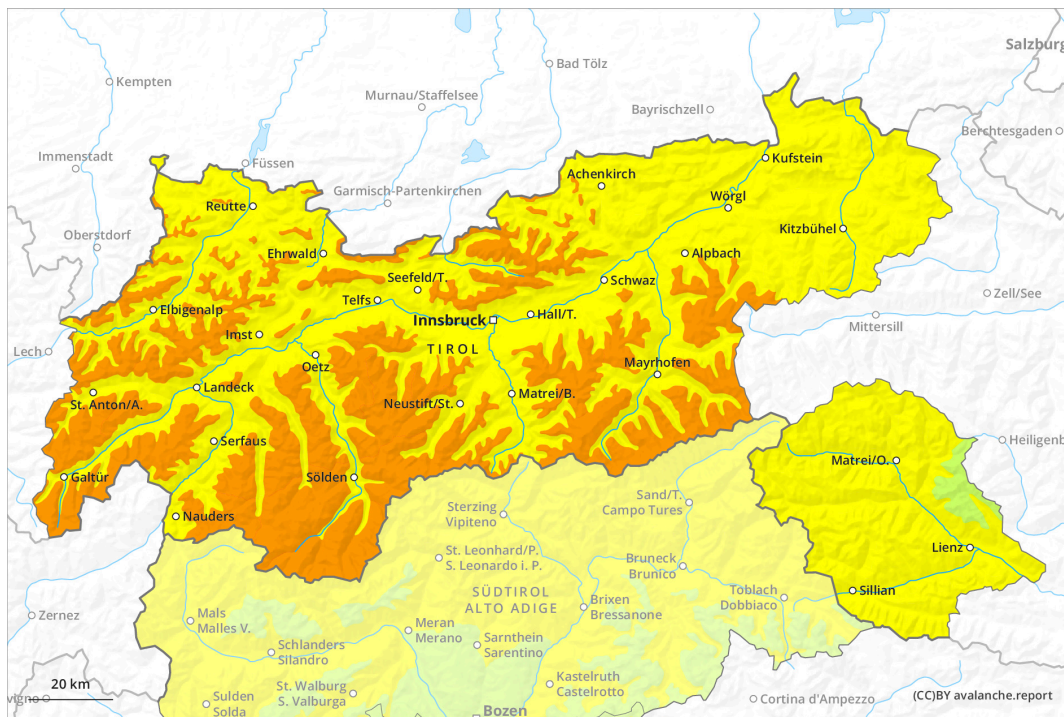 Salzburg
Kempten
Bad Tölz
Murnau/Staffelsee
Bayrischzell
Berchtesgaden
Immenstadt
Füssen
Kufstein
Garmisch-Partenkirchen
Achenkirch
Reutte
Wörgl
Oberstdorf
Kitzbühel
Ehrwald
Alpbach
Seefeld/T.
Schwaz
Telfs
Zell/See
Elbigenalp
Innsbruck
Hall/T.
Mittersill
Imst
TIROL
Lech
Oetz
Mayrhofen
Landeck
Matrei/B.
St. Anton/A.
Neustift/St.
Serfaus
Heiligenb
Matrei/O.
Galtür
Sölden
Sand/T.
Campo Tures
Sterzing
Vipiteno
Nauders
Lienz
St. Leonhard/P.
S. Leonardo i. P.
Bruneck
Brunico
SÜDTIROL
ALTO ADIGE
Toblach
Dobbiaco
Sillian
Brixen
Bressanone
Zernez
Mals
Malles V.
Meran
Merano
Sarnthein
Sarentino
Schlanders
Silandro
Kastelruth
Castelrotto
20 km
St. Walburg
S. Valburga
vigno
Sulden
Solda
Cortina d'Ampezzo
(CC)BY avalanche.report
Bozen